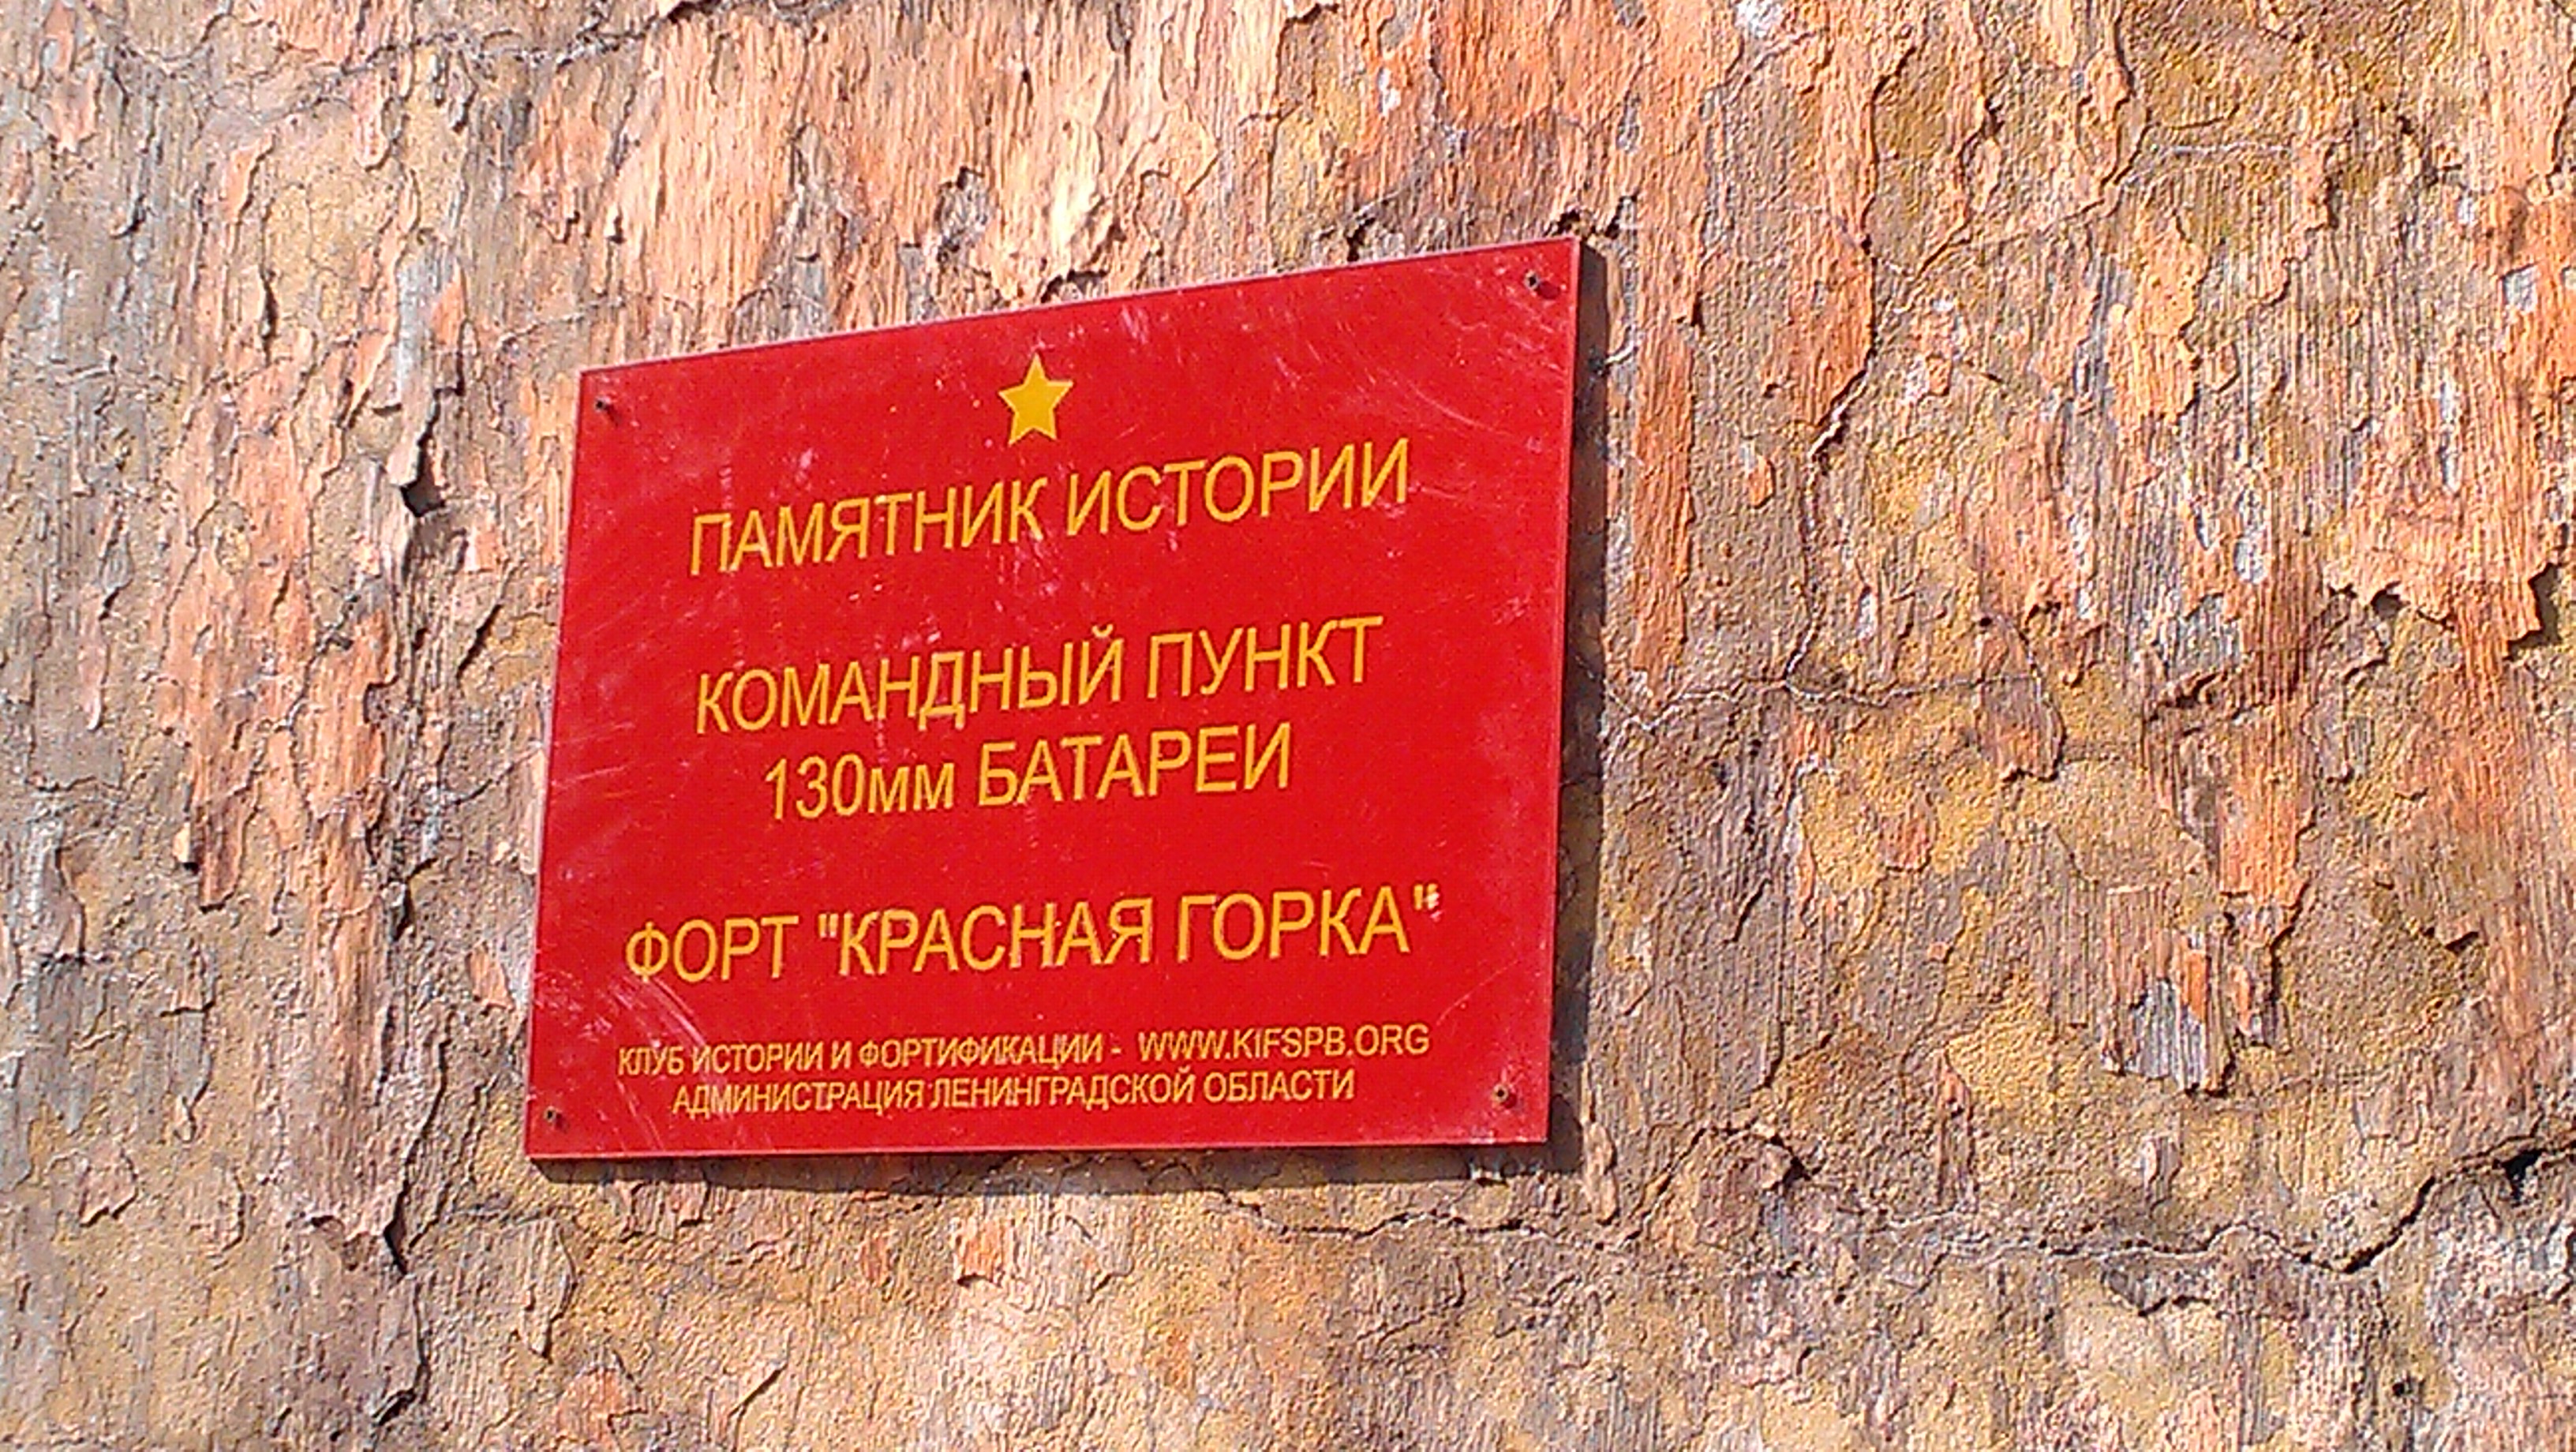 ПАМЯТНИК ИСТОРИИ
КОМАНДНЫЙ ПУНКТ
130мм БАТАРЕИ
ФОРТ "КРАСНАЯ ГОРКА"
КЛУБ ИСТОРИИ И ФОРТИФИКАЦИИ - WWW.KIFSPB.ORG
АДМИНИСТРАЦИЯ ЛЕНИНГРАДСКОЙ ОБЛАСТИ